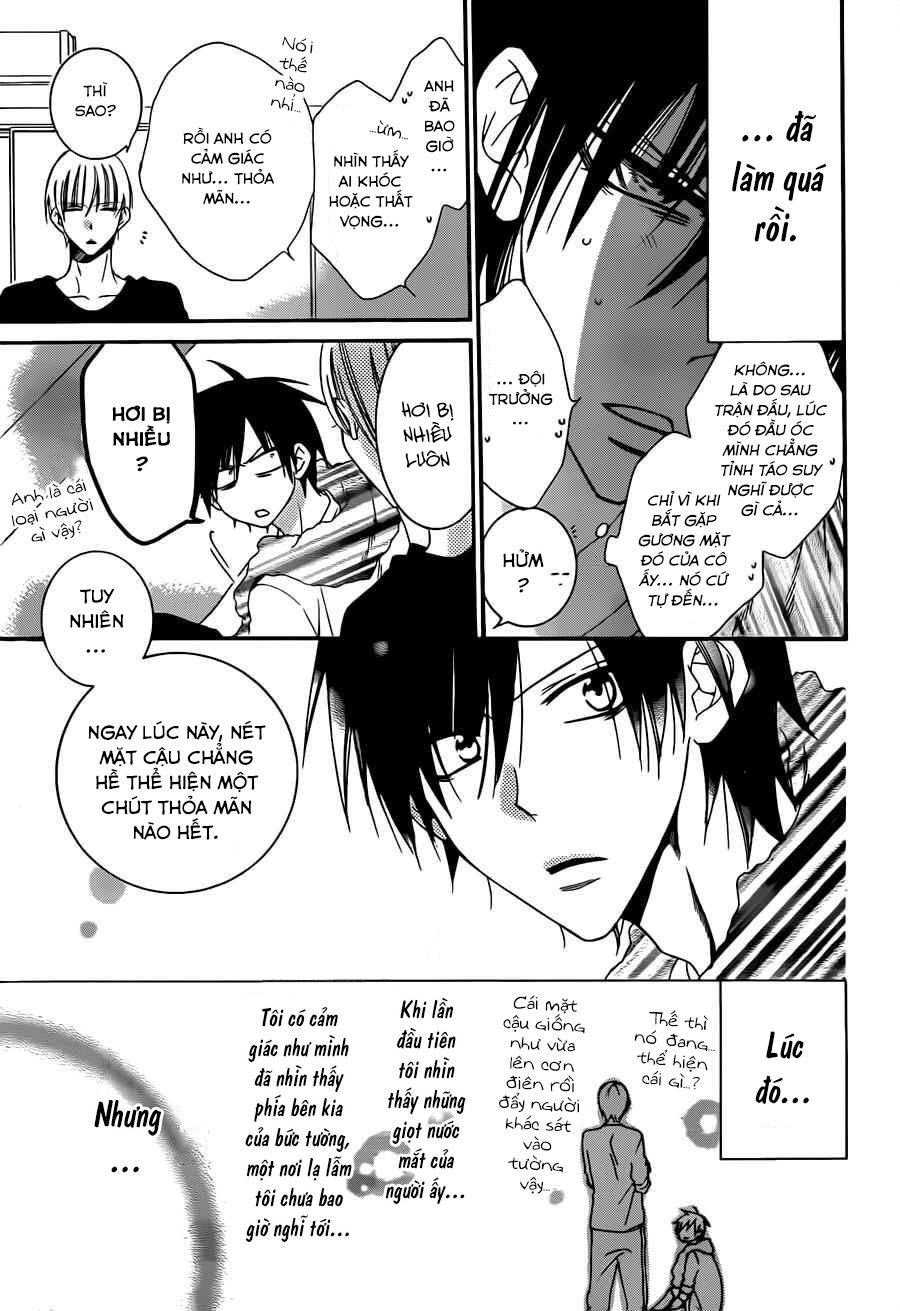 ... đã
làm quá
rồi.
KHÔNG...
LÀ DO SAU
TRẬN ĐẤU, LÚC
ĐÓ ĐẦU ÓC
MÌNH CHẲNG
TỈNH TÁO SUY
NGHĨ ĐƯỢC
GÌ CẢ...
CHỈ VÌ KHI
BẮT GẶP
GƯƠNG MẶT
ĐÓ CỦA CÔ
ẤY... NÓ CỨ
TỰ ĐẾN...
... ĐỘI
TRƯỞNG
...
HỬM
?
ANH
ĐÃ
BAO
GIỜ
...
...ừm...
NHÌN THẤY
AI KHÓC
HOẶC THẤT
VỌNG...
Nói
thế
nào
nhỉ...
RỒI ANH CÓ
CẢM GIÁC
NHƯ... THỎA
MÃN...
THÌ
SAO?
HƠI BỊ
NHIỀU
LUÔN
HƠI BỊ
NHIỀU
?
Anh là cái
loại người
gì vậy?
TUY
NHIÊN
...
NGAY LÚC NÀY, NÉT
MẶT CẬU CHẲNG
HỀ THỂ HIỆN MỘT
CHÚT THỎA MÃN
NÀO HẾT.
Lúc
đó...
Thế thì
nó đang...
thể hiện
cái gì..?
Cái mặt
cậu giống
như vừa
lên cơn
điên rồi
đẩy người
khác sát
vào
tường
vậy...
Khi lần
đầu tiên
tôi nhìn
thấy những
giọt nước
mắt của
người ấy...
Tôi có cảm
giác như mình
đã nhìn thấy
phía bên kia
của bức tường,
một nơi lạ lẫm
tôi chưa bao
giờ nghĩ tới...
Nhưng
...